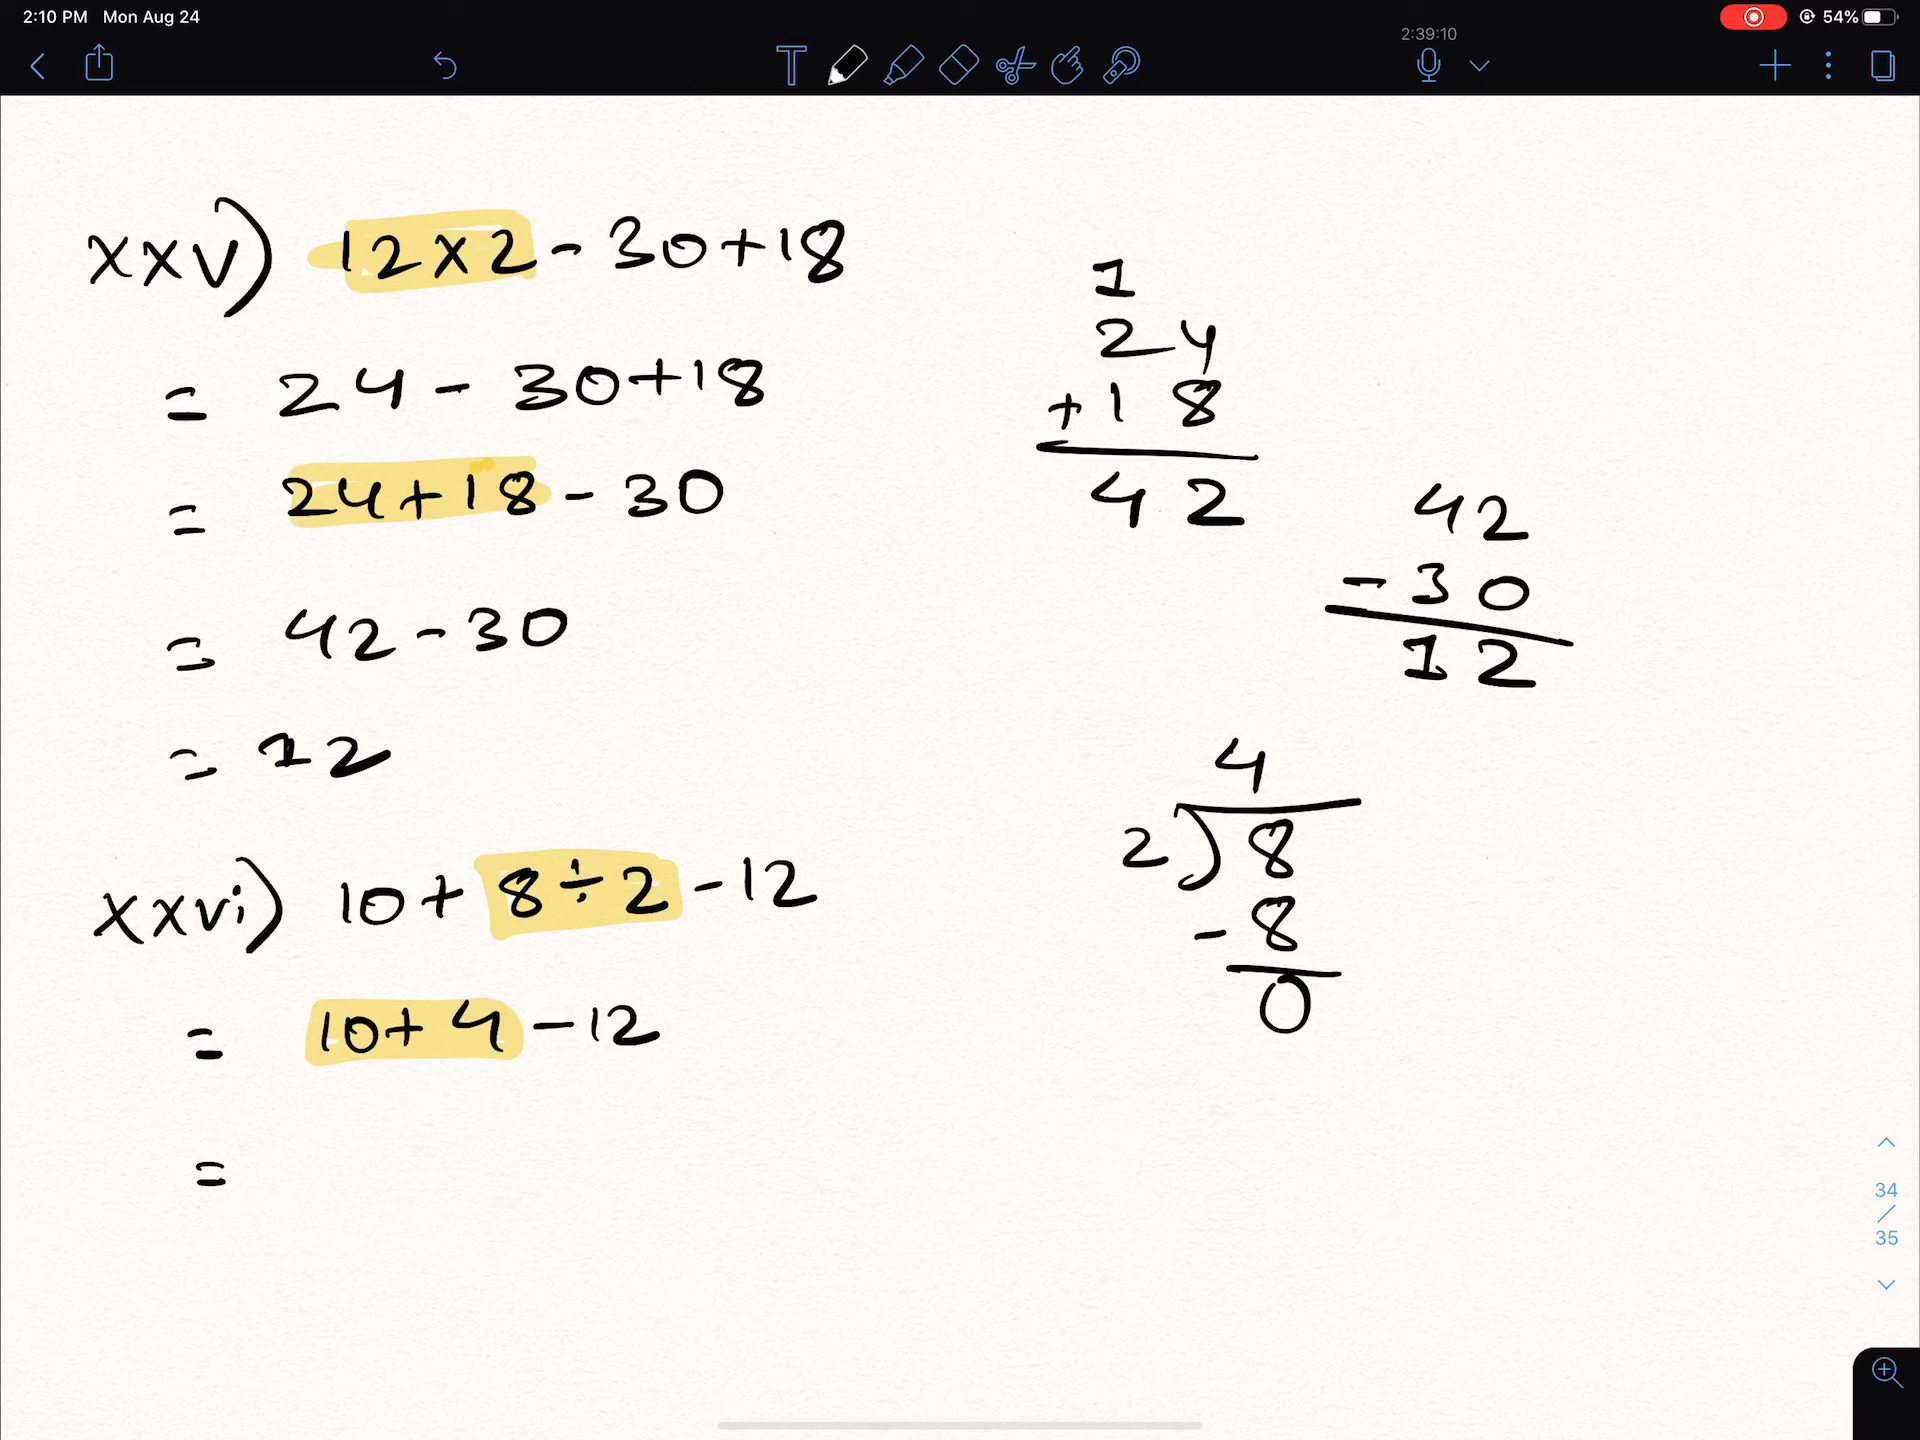 2:10 PM Mon Aug 24
54%
2:39:10
T
xxv) 12 x 2 - 30 + 18
= 24 - 30 + 18
= 24 + 18 - 30
= 42 - 30
= 12
1
24
+ 18
42
42
- 30
12
xxvi) 10 + 8 ÷ 2 - 12
= 10 + 4 - 12
=
4
2) 8
- 8
0
34
/
35